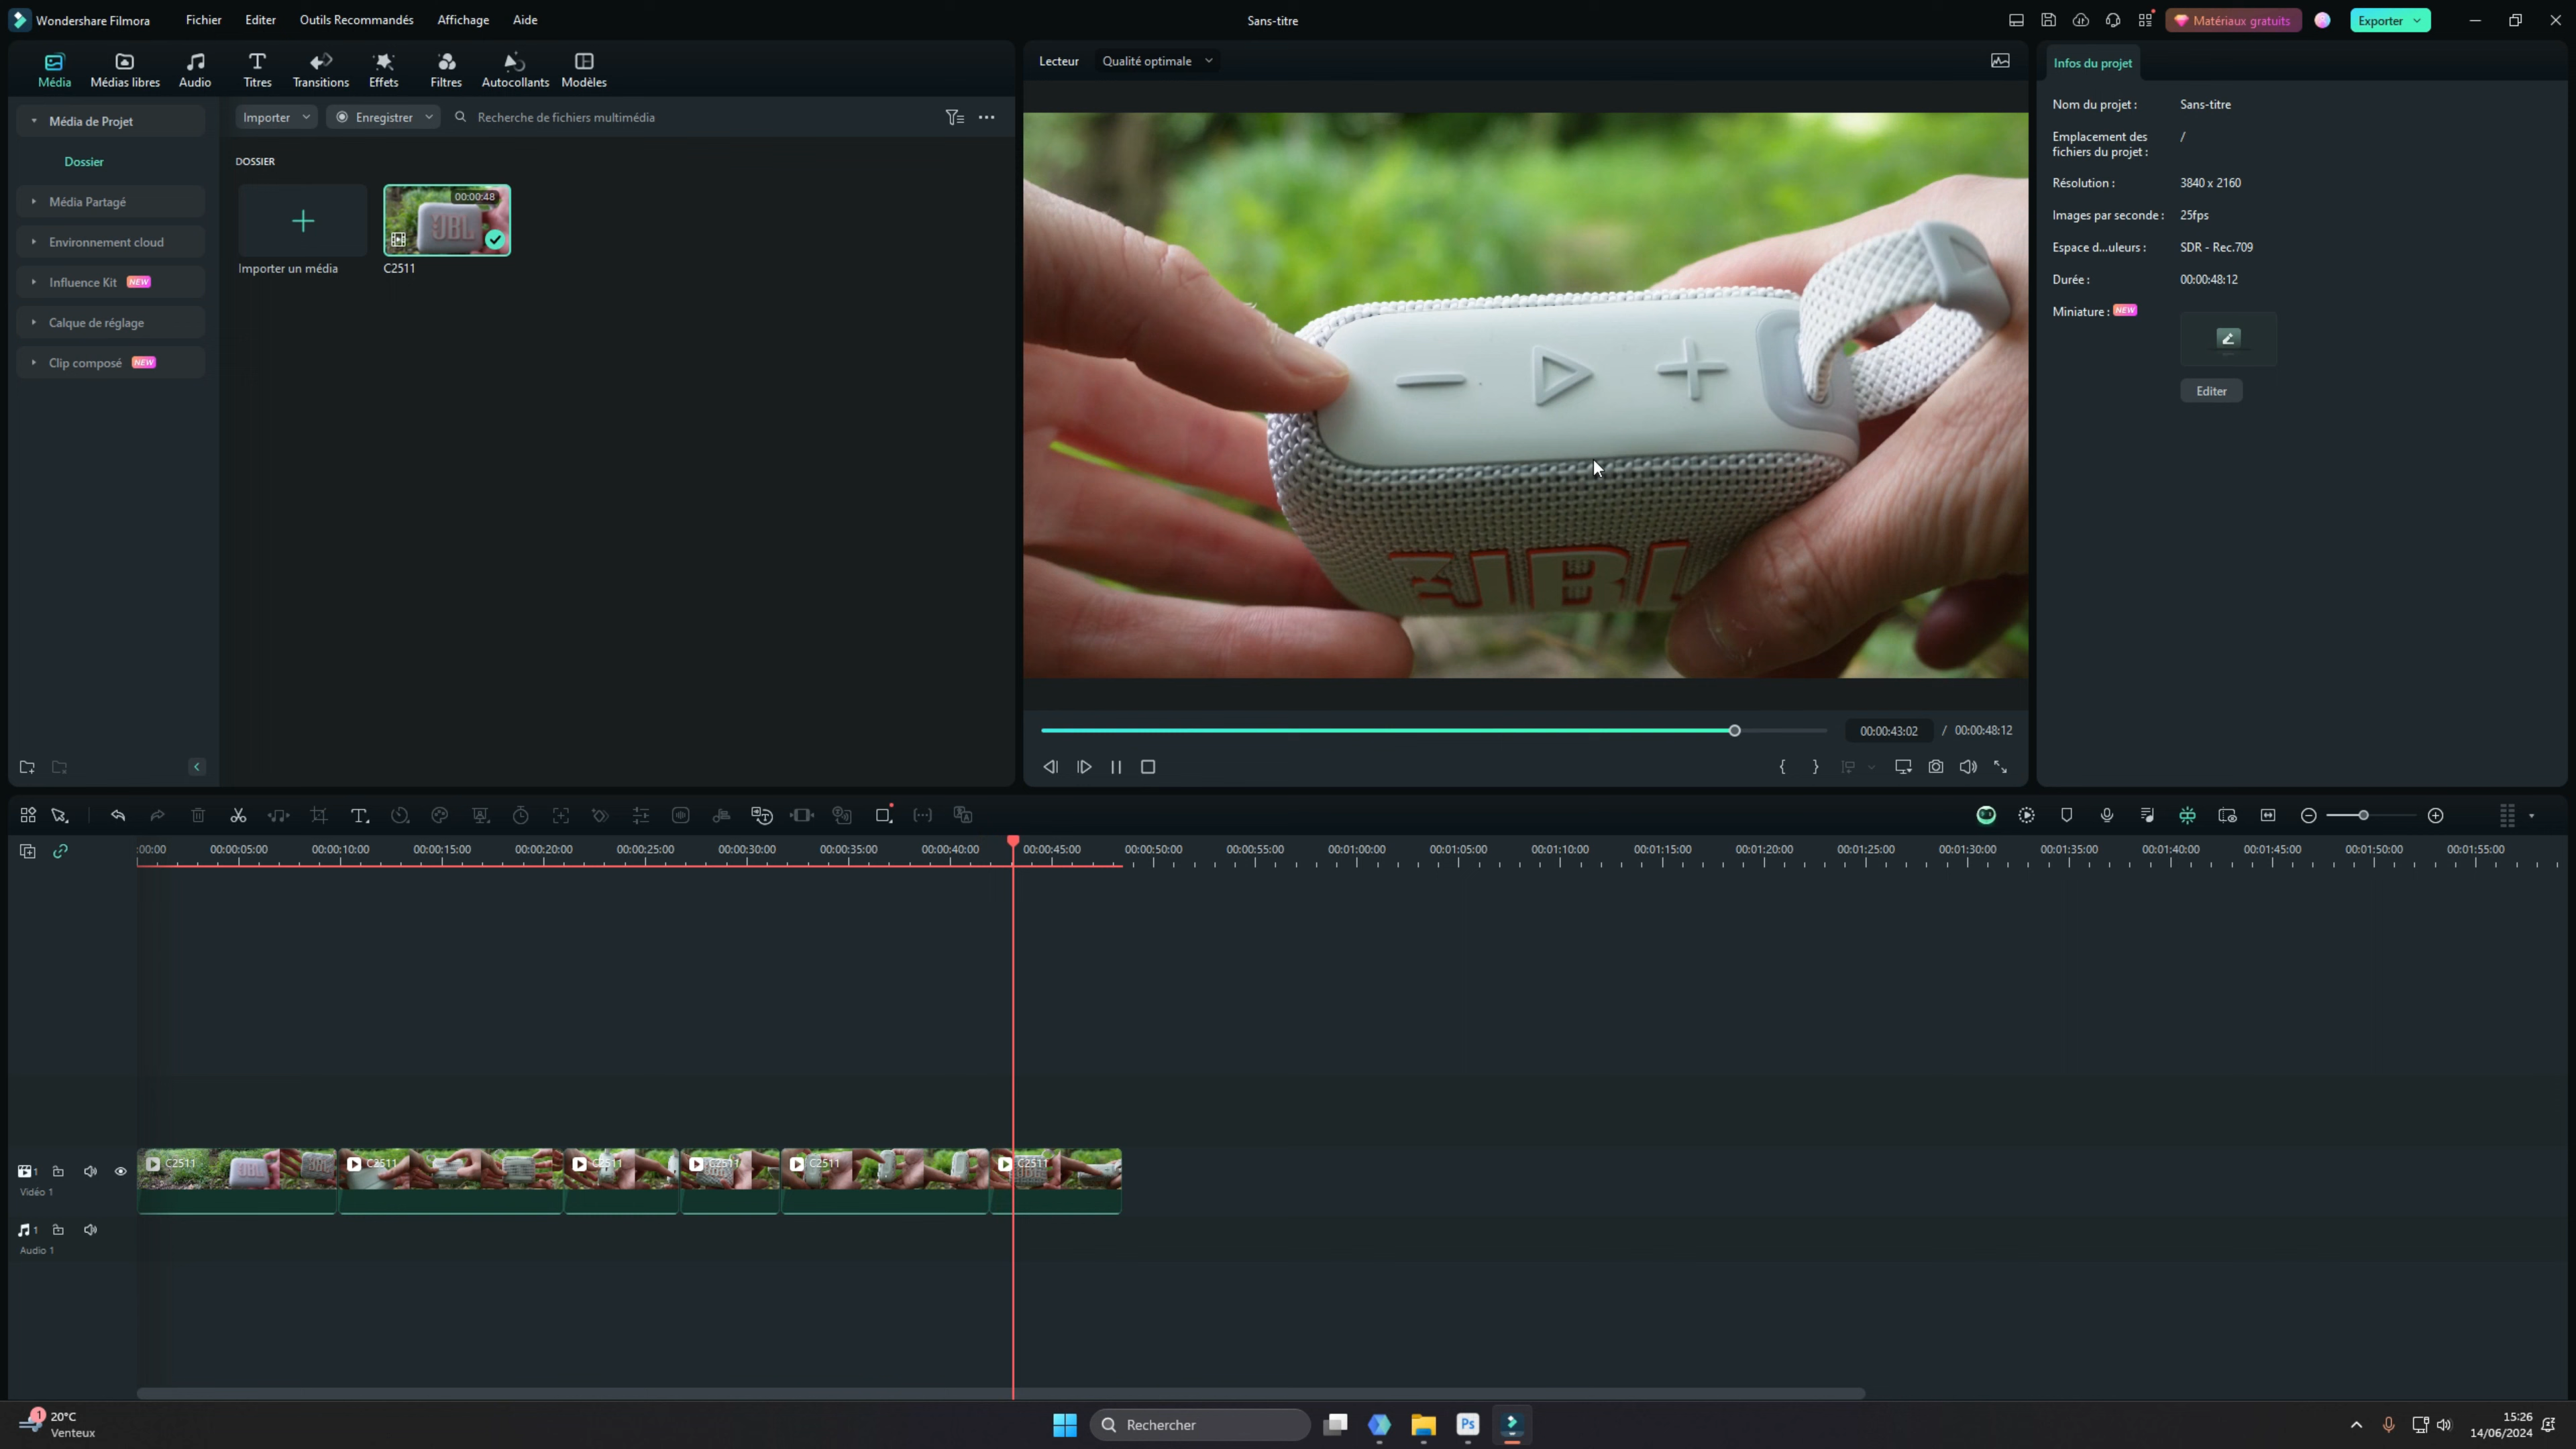 Wondershare Filmora
Fichier
Editer
Outils Recommandés
Affichage
Aide
Sans-titre
Matériaux gratuits
Exporter
Média
Médias libres
Audio
Titres
Transitions
Effets
Filtres
Autocollants
Modèles
Média de Projet
Dossier
Média Partagé
Environnement cloud
Influence Kit NEW
Calque de réglage
Clip composé NEW
Importer
Enregistrer
Recherche de fichiers multimédia
DOSSIER
00:00:48
JBL
Importer un média
C2511
Lecteur
Qualité optimale
JBL
00:00:43:02 / 00:00:48:12
Infos du projet
Nom du projet : Sans-titre
Emplacement des /
fichiers du projet :
Résolution : 3840 x 2160
Images par seconde : 25fps
Espace d...uleurs : SDR - Rec.709
Durée : 00:00:48:12
Miniature : NEW
Editer
:00:00 00:00:05:00 00:00:10:00 00:00:15:00 00:00:20:00 00:00:25:00 00:00:30:00 00:00:35:00 00:00:40:00 00:00:45:00 00:00:50:00 00:00:55:00 00:01:00:00 00:01:05:00 00:01:10:00 00:01:15:00 00:01:20:00 00:01:25:00 00:01:30:00 00:01:35:00 00:01:40:00 00:01:45:00 00:01:50:00 00:01:55:00
C2511 C2511 C2511 C2511 C2511 C2511
1
Vidéo 1
1
Audio 1
1
20°C
Venteux
Rechercher
Ps
15:26
14/06/2024